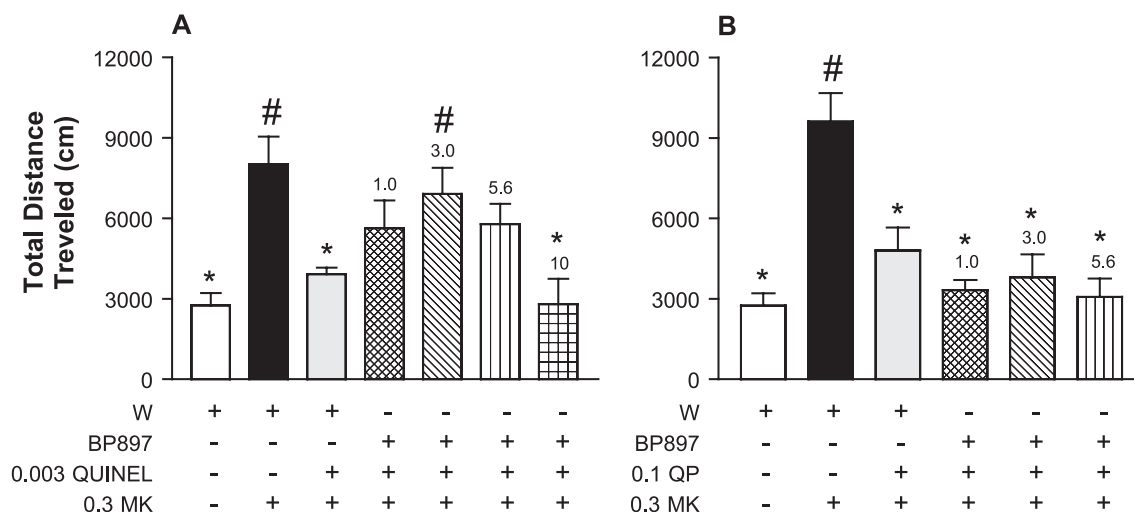 A
B
Total Distance
Treveled (cm)
12000
9000
6000
3000
0
*
#
*
1.0
#
3.0
5.6
*
10
12000
9000
6000
3000
0
*
#
*
*
1.0
*
3.0
*
5.6
W + + + - - - -
BP897 - - - + + + +
0.003 QUINEL - - + + + + +
0.3 MK - + + + + + +
W + + + - - -
BP897 - - - + + +
0.1 QP - - + + + +
0.3 MK - + + + + +